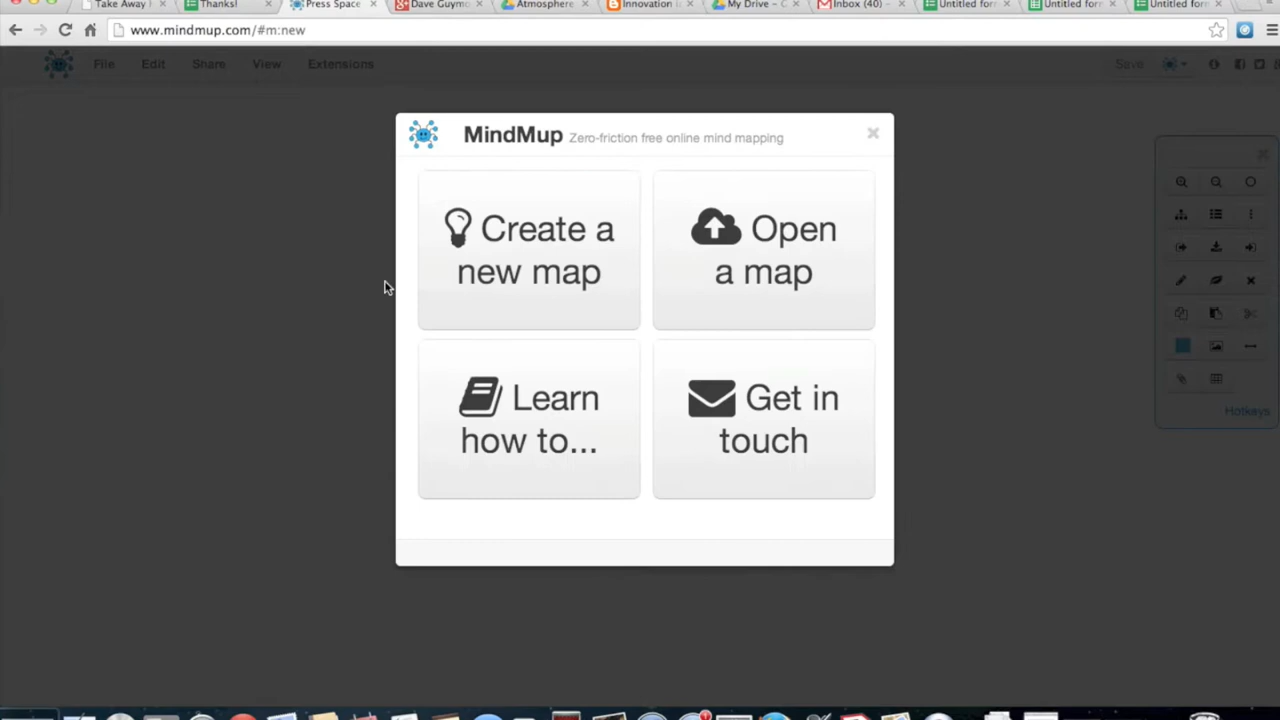 Take Away
Thanks!
Press Space
Dave Guymo
Atmosphere
Innovation
My Drive – C
Inbox (40) –
Untitled form
Untitled form
Untitled form
www.mindmup.com/#m:new
File Edit Share View Extensions Save
MindMup Zero-friction free online mind mapping
Create a
new map
Open
a map
Learn
how to...
Get in
touch
Hotkeys